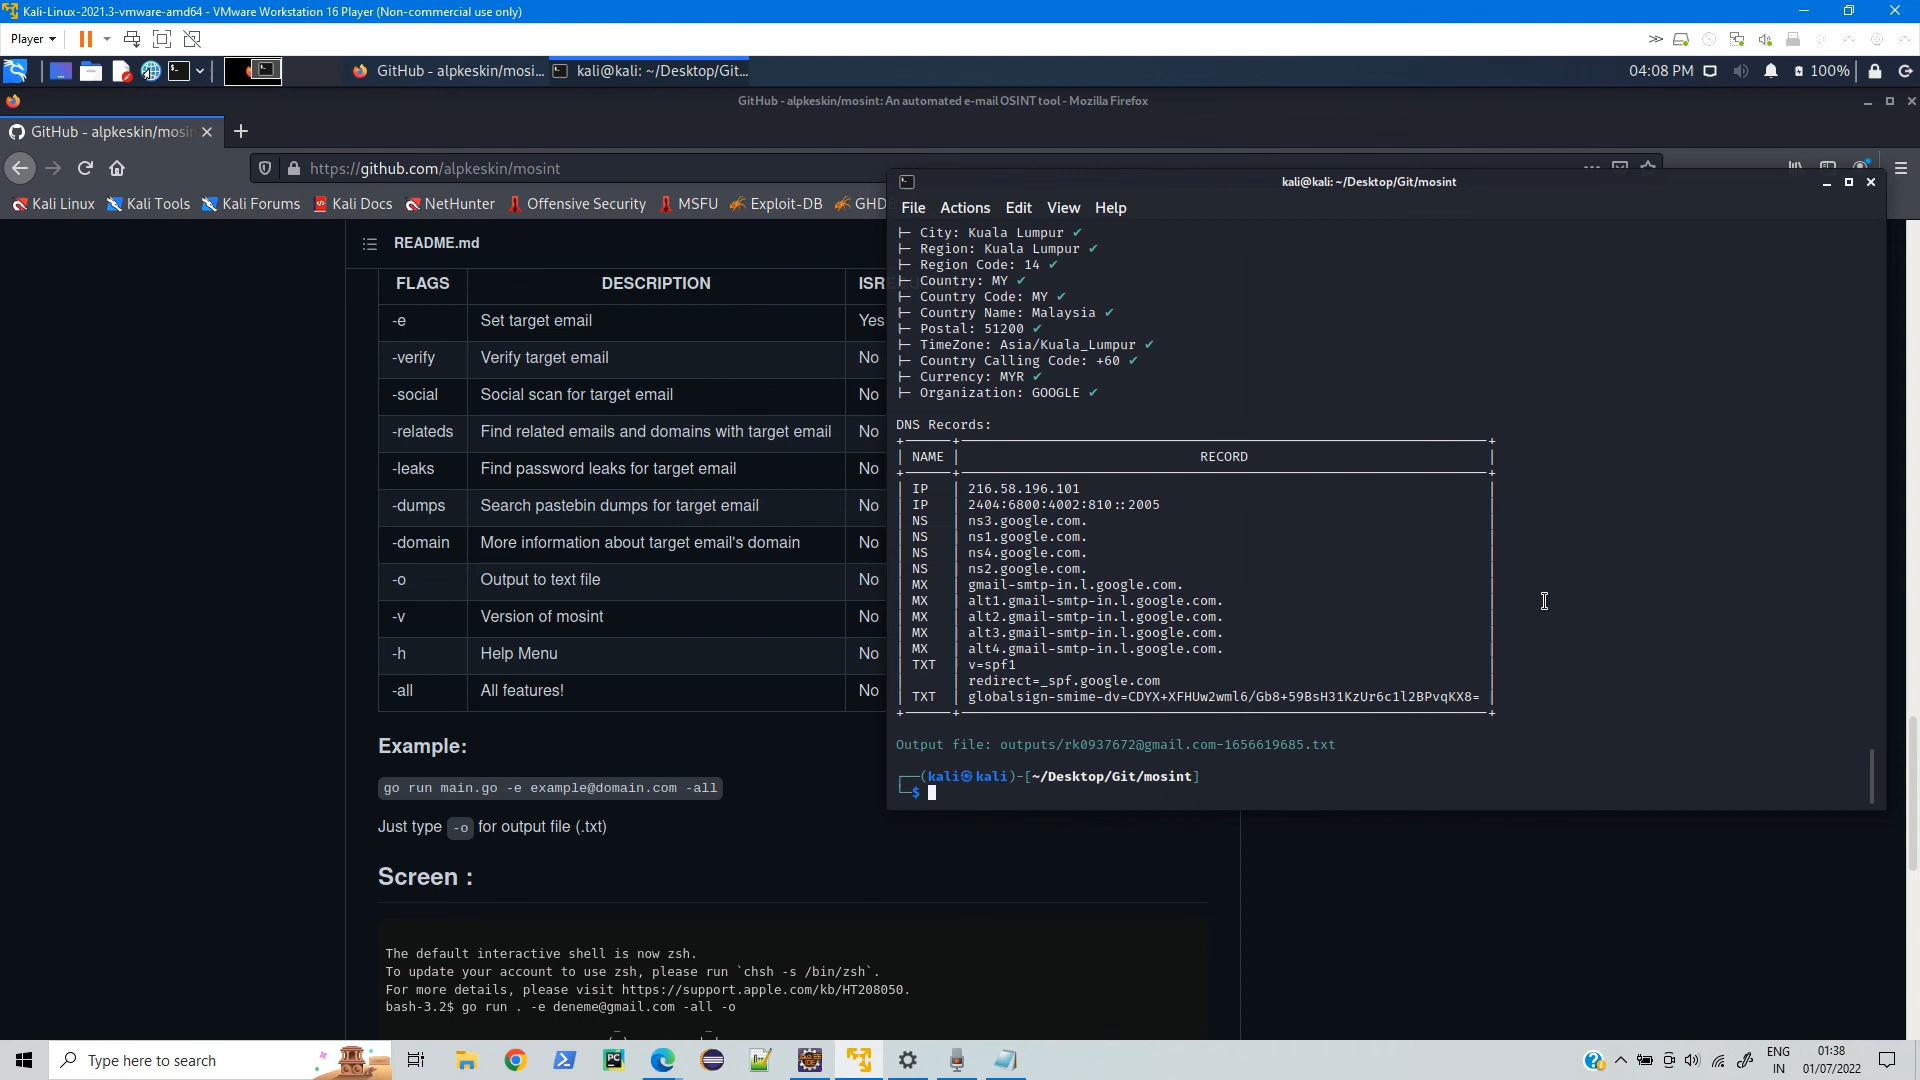 Kali-Linux-2021.3-vmware-amd64 - VMware Workstation 16 Player (Non-commercial use only)
Player
GitHub - alpkeskin/mosi...
kali@kali: ~/Desktop/Git...
04:08 PM
100%
GitHub - alpkeskin/mosint: An automated e-mail OSINT tool - Mozilla Firefox
GitHub - alpkeskin/mosin
https://github.com/alpkeskin/mosint
Kali Linux
Kali Tools
Kali Forums
Kali Docs
NetHunter
Offensive Security
MSFU
Exploit-DB
GHD
README.md
FLAGS DESCRIPTION ISRE
-e Set target email Yes
-verify Verify target email No
-social Social scan for target email No
-relateds Find related emails and domains with target email No
-leaks Find password leaks for target email No
-dumps Search pastebin dumps for target email No
-domain More information about target email's domain No
-o Output to text file No
-v Version of mosint No
-h Help Menu No
-all All features! No
Example:
go run main.go -e example@domain.com -all
Just type -o for output file (.txt)
Screen :
The default interactive shell is now zsh.
To update your account to use zsh, please run `chsh -s /bin/zsh`.
For more details, please visit https://support.apple.com/kb/HT208050.
bash-3.2$ go run . -e deneme@gmail.com -all -o
kali@kali: ~/Desktop/Git/mosint
File Actions Edit View Help
├─ City: Kuala Lumpur ✔
├─ Region: Kuala Lumpur ✔
├─ Region Code: 14 ✔
├─ Country: MY ✔
├─ Country Code: MY ✔
├─ Country Name: Malaysia ✔
├─ Postal: 51200 ✔
├─ TimeZone: Asia/Kuala_Lumpur ✔
├─ Country Calling Code: +60 ✔
├─ Currency: MYR ✔
├─ Organization: GOOGLE ✔
DNS Records:
| NAME | RECORD |
| IP | 216.58.196.101 |
| IP | 2404:6800:4002:810::2005 |
| NS | ns3.google.com. |
| NS | ns1.google.com. |
| NS | ns4.google.com. |
| NS | ns2.google.com. |
| MX | gmail-smtp-in.l.google.com. |
| MX | alt1.gmail-smtp-in.l.google.com. |
| MX | alt2.gmail-smtp-in.l.google.com. |
| MX | alt3.gmail-smtp-in.l.google.com. |
| MX | alt4.gmail-smtp-in.l.google.com. |
| TXT | v=spf1 |
| | redirect=_spf.google.com |
| TXT | globalsign-smime-dv=CDYX+XFHUw2wml6/Gb8+59BsH31KzUr6c1l2BPvqKX8= |
Output file: outputs/rk0937672@gmail.com-1656619685.txt
┌──(kali㉿kali)-[~/Desktop/Git/mosint]
└─$
Type here to search
ENG
IN
01:38
01/07/2022